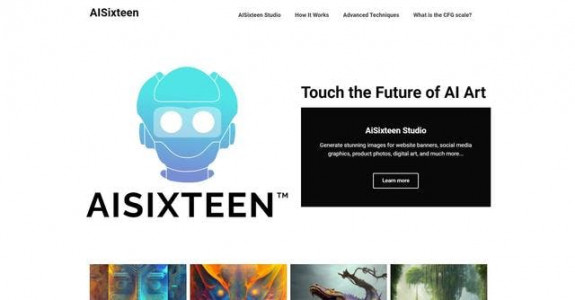 AISixteen
AISixteen Studio
How It Works
Advanced Techniques
What is the CFG scale?
AISIXTEEN™
Touch the Future of AI Art
AiSixteen Studio
Generate stunning images for website banners, social media
graphics, product photos, digital art, and much more...
Learn more